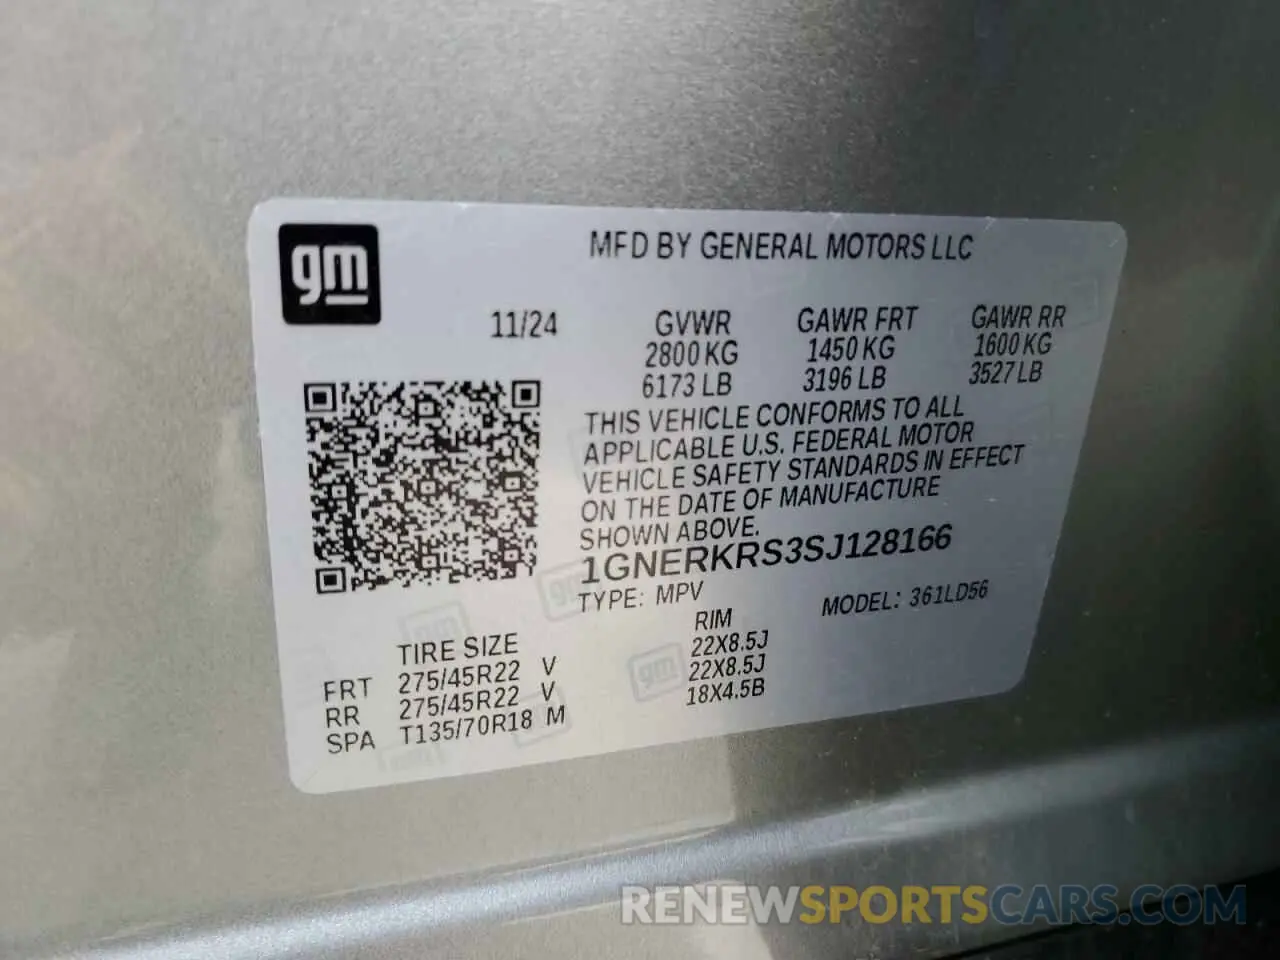 gm
MFD BY GENERAL MOTORS LLC
11/24
GVWR GAWR FRT GAWR RR
2800 KG 1450 KG 1600 KG
6173 LB 3196 LB 3527 LB
THIS VEHICLE CONFORMS TO ALL
APPLICABLE U.S. FEDERAL MOTOR
VEHICLE SAFETY STANDARDS IN EFFECT
ON THE DATE OF MANUFACTURE
SHOWN ABOVE.
1GNERKRS3SJ128166
TYPE: MPV MODEL: 361LD56
TIRE SIZE RIM
FRT 275/45R22 V 22X8.5J
RR 275/45R22 V 22X8.5J
SPA T135/70R18 M 18X4.5B
gm
RENEWSPORTSCARS.COM